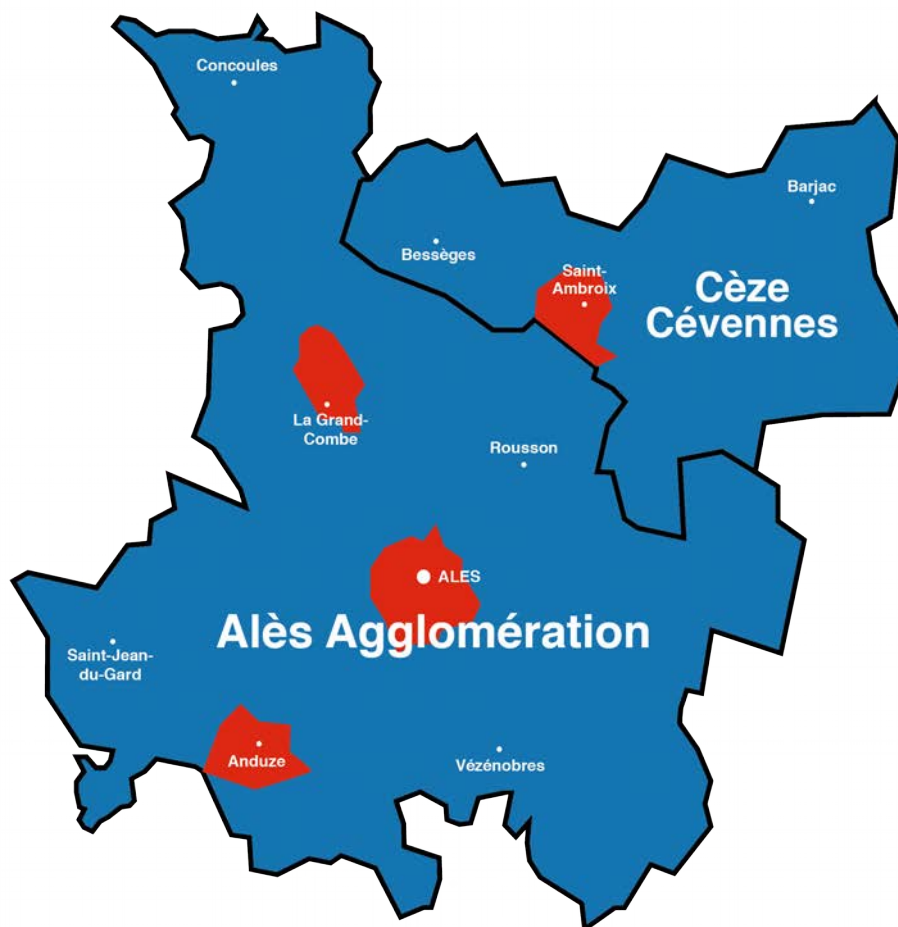 Concoules
Barjac
Bessèges
Saint-
Ambroix
Cèze
Cévennes
La Grand-
Combe
Rousson
ALES
Alès Agglomération
Saint-Jean-
du-Gard
Anduze
Vézénobres